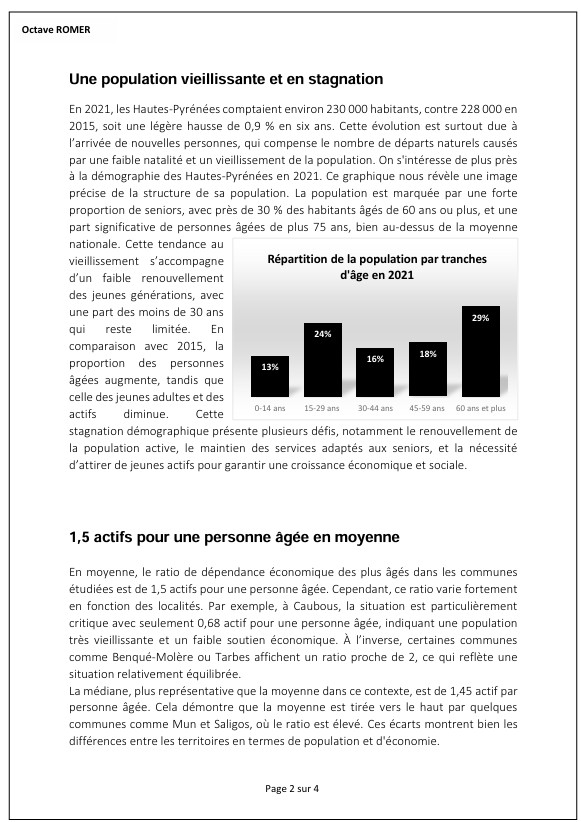 Octave ROMER
Une population vieillissante et en stagnation
En 2021, les Hautes-Pyrénées comptaient environ 230 000 habitants, contre 228 000 en
2015, soit une légère hausse de 0,9 % en six ans. Cette évolution est surtout due à
l'arrivée de nouvelles personnes, qui compense le nombre de départs naturels causés
par une faible natalité et un vieillissement de la population. On s'intéresse de plus près
à la démographie des Hautes-Pyrénées en 2021. Ce graphique nous révèle une image
précise de la structure de sa population. La population est marquée par une forte
proportion de seniors, avec près de 30 % des habitants âgés de 60 ans ou plus, et une
part significative de personnes âgées de plus 75 ans, bien au-dessus de la moyenne
nationale. Cette tendance au
vieillissement s'accompagne
d'un faible renouvellement
des jeunes générations, avec
une part des moins de 30 ans
qui reste limitée. En
comparaison avec 2015, la
proportion des personnes
âgées augmente, tandis que
celle des jeunes adultes et des
actifs diminue. Cette
Répartition de la population par tranches
d'âge en 2021
13% 24% 16% 18% 29%
0-14 ans 15-29 ans 30-44 ans 45-59 ans 60 ans et plus
stagnation démographique présente plusieurs défis, notamment le renouvellement de
la population active, le maintien des services adaptés aux seniors, et la nécessité
d'attirer de jeunes actifs pour garantir une croissance économique et sociale.
1,5 actifs pour une personne âgée en moyenne
En moyenne, le ratio de dépendance économique des plus âgés dans les communes
étudiées est de 1,5 actifs pour une personne âgée. Cependant, ce ratio varie fortement
en fonction des localités. Par exemple, à Caubous, la situation est particulièrement
critique avec seulement 0,68 actif pour une personne âgée, indiquant une population
très vieillissante et un faible soutien économique. À l'inverse, certaines communes
comme Benqué-Molère ou Tarbes affichent un ratio proche de 2, ce qui reflète une
situation relativement équilibrée.
La médiane, plus représentative que la moyenne dans ce contexte, est de 1,45 actif par
personne âgée. Cela démontre que la moyenne est tirée vers le haut par quelques
communes comme Mun et Saligos, où le ratio est élevé. Ces écarts montrent bien les
différences entre les territoires en termes de population et d'économie.
Page 2 sur 4